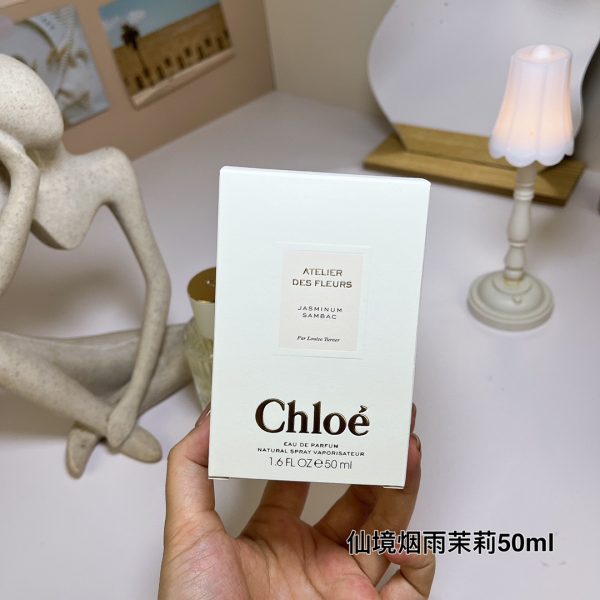 ATELIER
DES FLEURS
JASMINUM
SAMBAC
Par Louise Turner
Chloé
EAU DE PARFUM
NATURAL SPRAY VAPORISATEUR
1.6 FL OZ ℮ 50 ml
仙境烟雨茉莉50ml